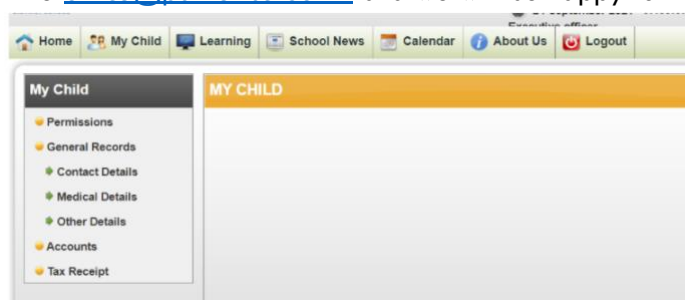 Home My Child Learning School News Calendar About Us Logout
My Child
MY CHILD
Permissions
General Records
Contact Details
Medical Details
Other Details
Accounts
Tax Receipt